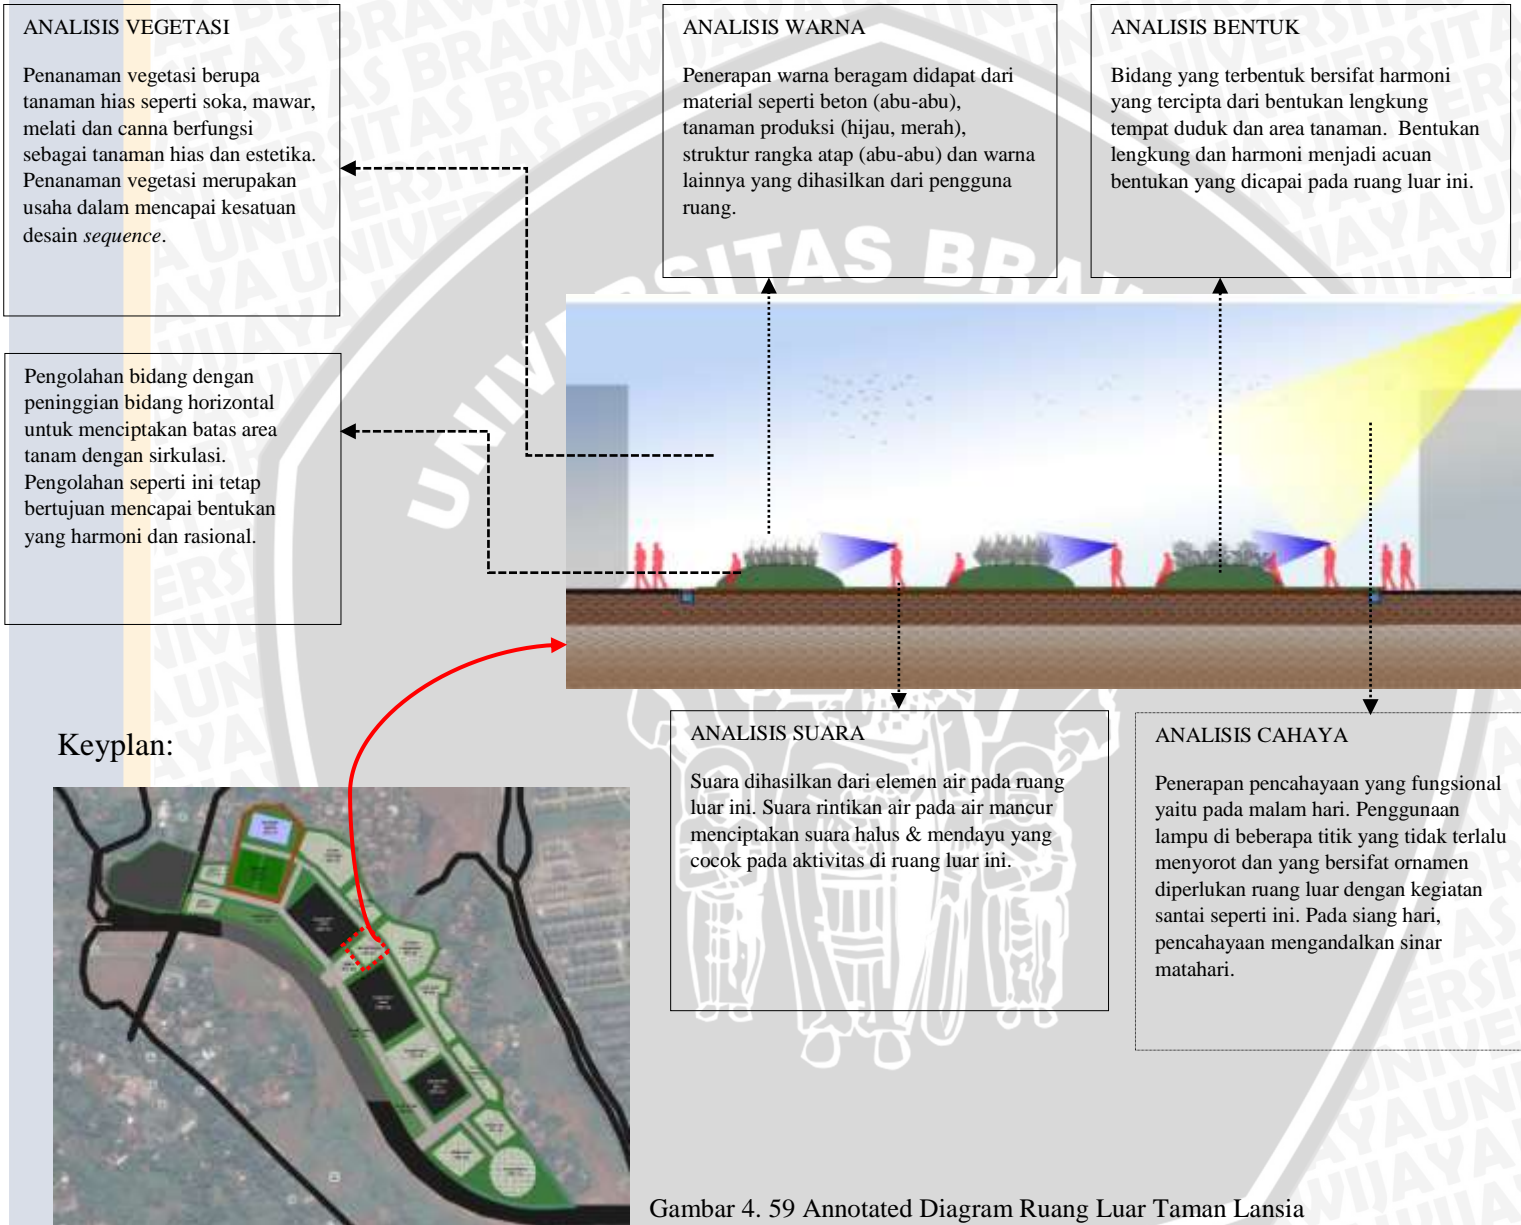 ANALISIS VEGETASI
Penanaman vegetasi berupa
tanaman hias seperti soka, mawar,
melati dan canna berfungsi
sebagai tanaman hias dan estetika.
Penanaman vegetasi merupakan
usaha dalam mencapai kesatuan
desain sequence.
ANALISIS WARNA
Penerapan warna beragam didapat dari
material seperti beton (abu-abu),
tanaman produksi (hijau, merah),
struktur rangka atap (abu-abu) dan warna
lainnya yang dihasilkan dari pengguna
ruang.
ANALISIS BENTUK
Bidang yang terbentuk bersifat harmoni
yang tercipta dari bentukan lengkung
tempat duduk dan area tanaman.  Bentukan
lengkung dan harmoni menjadi acuan
bentukan yang dicapai pada ruang luar ini.
Pengolahan bidang dengan
peninggian bidang horizontal
untuk menciptakan batas area
tanam dengan sirkulasi.
Pengolahan seperti ini tetap
bertujuan mencapai bentukan
yang harmoni dan rasional.
ANALISIS SUARA
Suara dihasilkan dari elemen air pada ruang
luar ini. Suara rintikan air pada air mancur
menciptakan suara halus & mendayu yang
cocok pada aktivitas di ruang luar ini.
ANALISIS CAHAYA
Penerapan pencahayaan yang fungsional
yaitu pada malam hari. Penggunaan
lampu di beberapa titik yang tidak terlalu
menyorot dan yang bersifat ornamen
diperlukan ruang luar dengan kegiatan
santai seperti ini. Pada siang hari,
pencahayaan mengandalkan sinar
matahari.
Keyplan:
Gambar 4. 59 Annotated Diagram Ruang Luar Taman Lansia